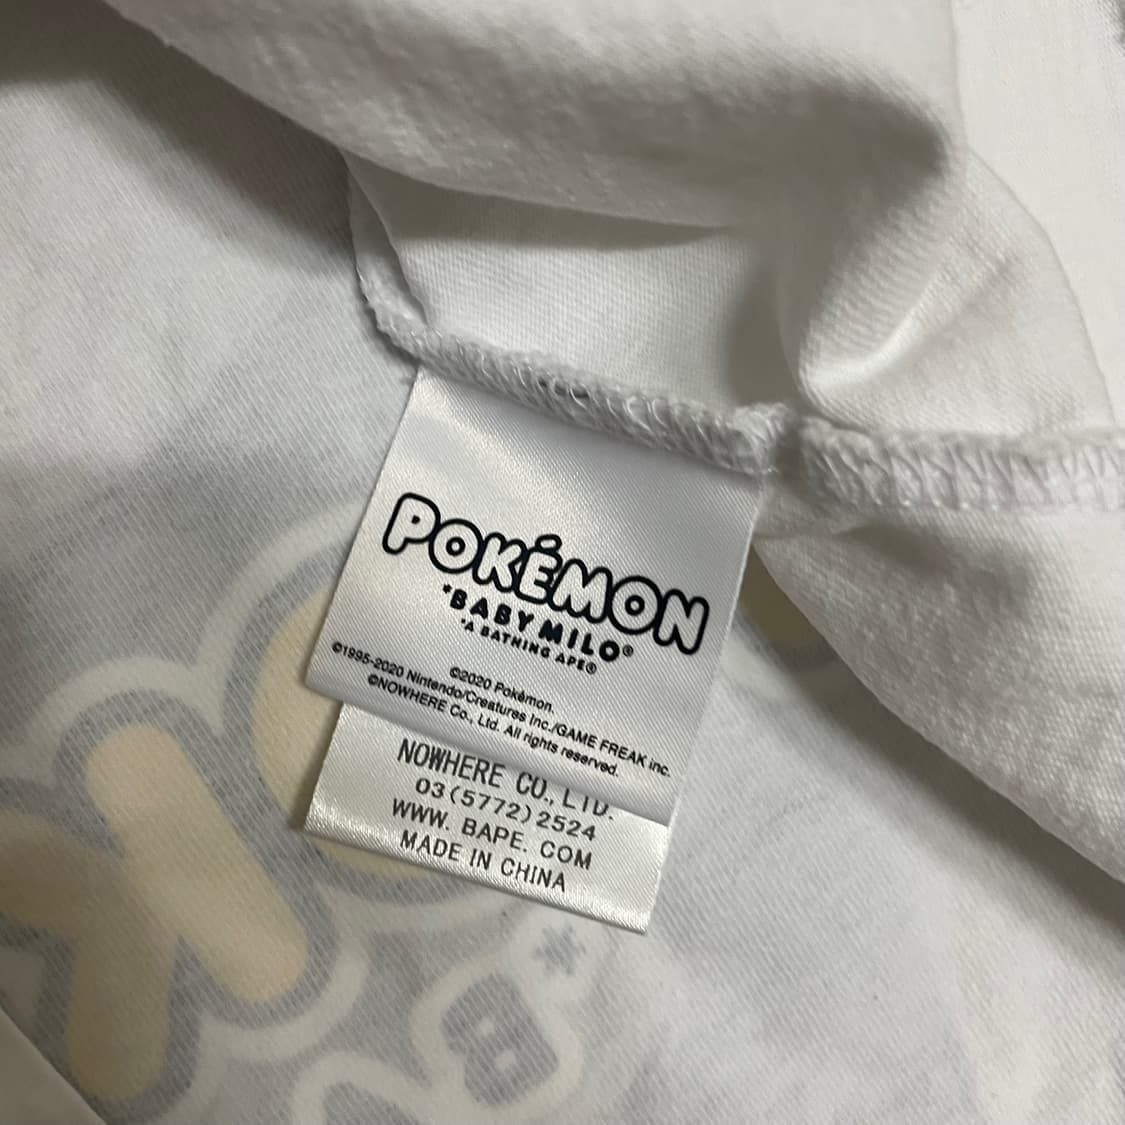 POKÉMON
*BABY MILO®
*A BATHING APE®
©2020 Pokémon.
©1995-2020 Nintendo/Creatures Inc./GAME FREAK inc.
©NOWHERE Co., Ltd. All rights reserved.
NOWHERE CO., LTD.
03(5772)2524
WWW. BAPE. COM
MADE IN CHINA